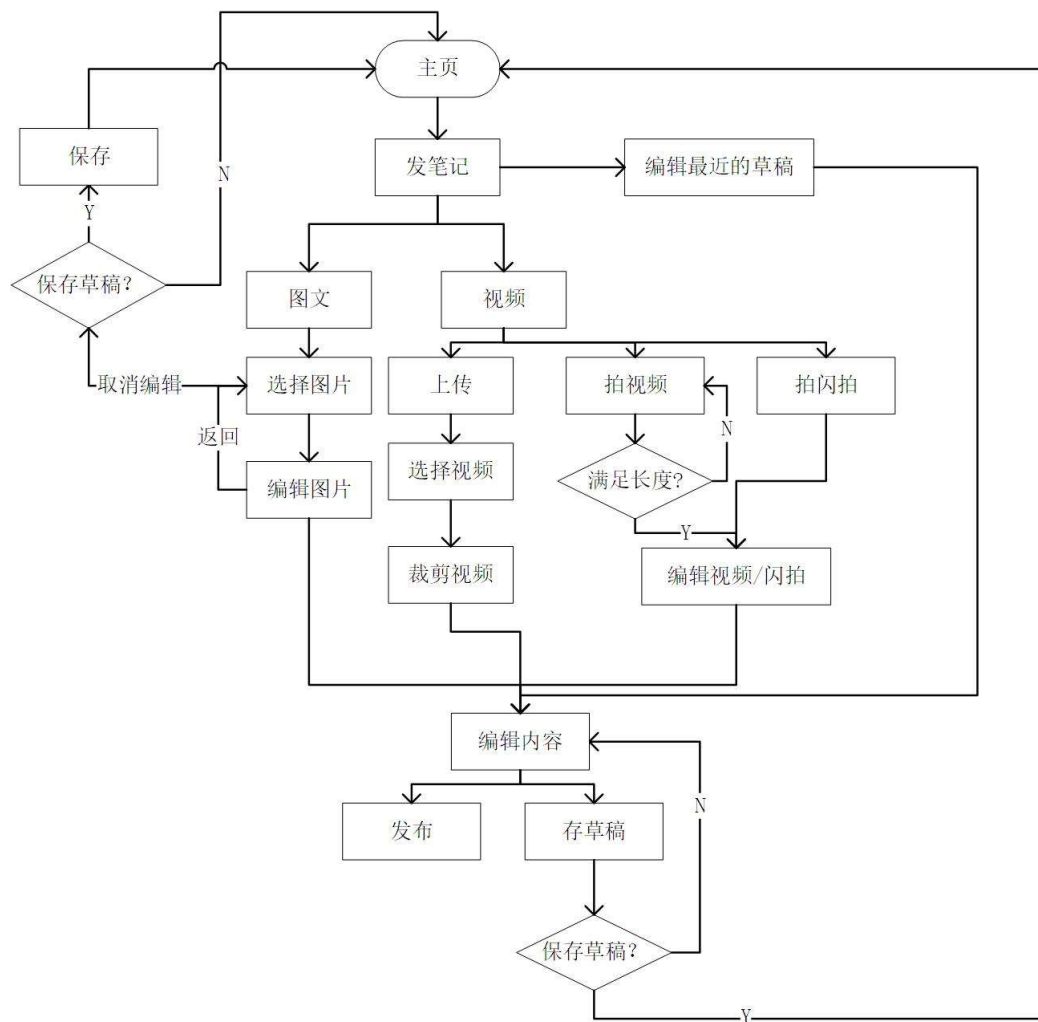 主页
保存
发笔记
编辑最近的草稿
N
Y
保存草稿?
图文
视频
取消编辑
选择图片
上传
拍视频
拍闪拍
返回
N
编辑图片
选择视频
满足长度?
Y
裁剪视频
编辑视频/闪拍
编辑内容
N
发布
存草稿
保存草稿?
Y